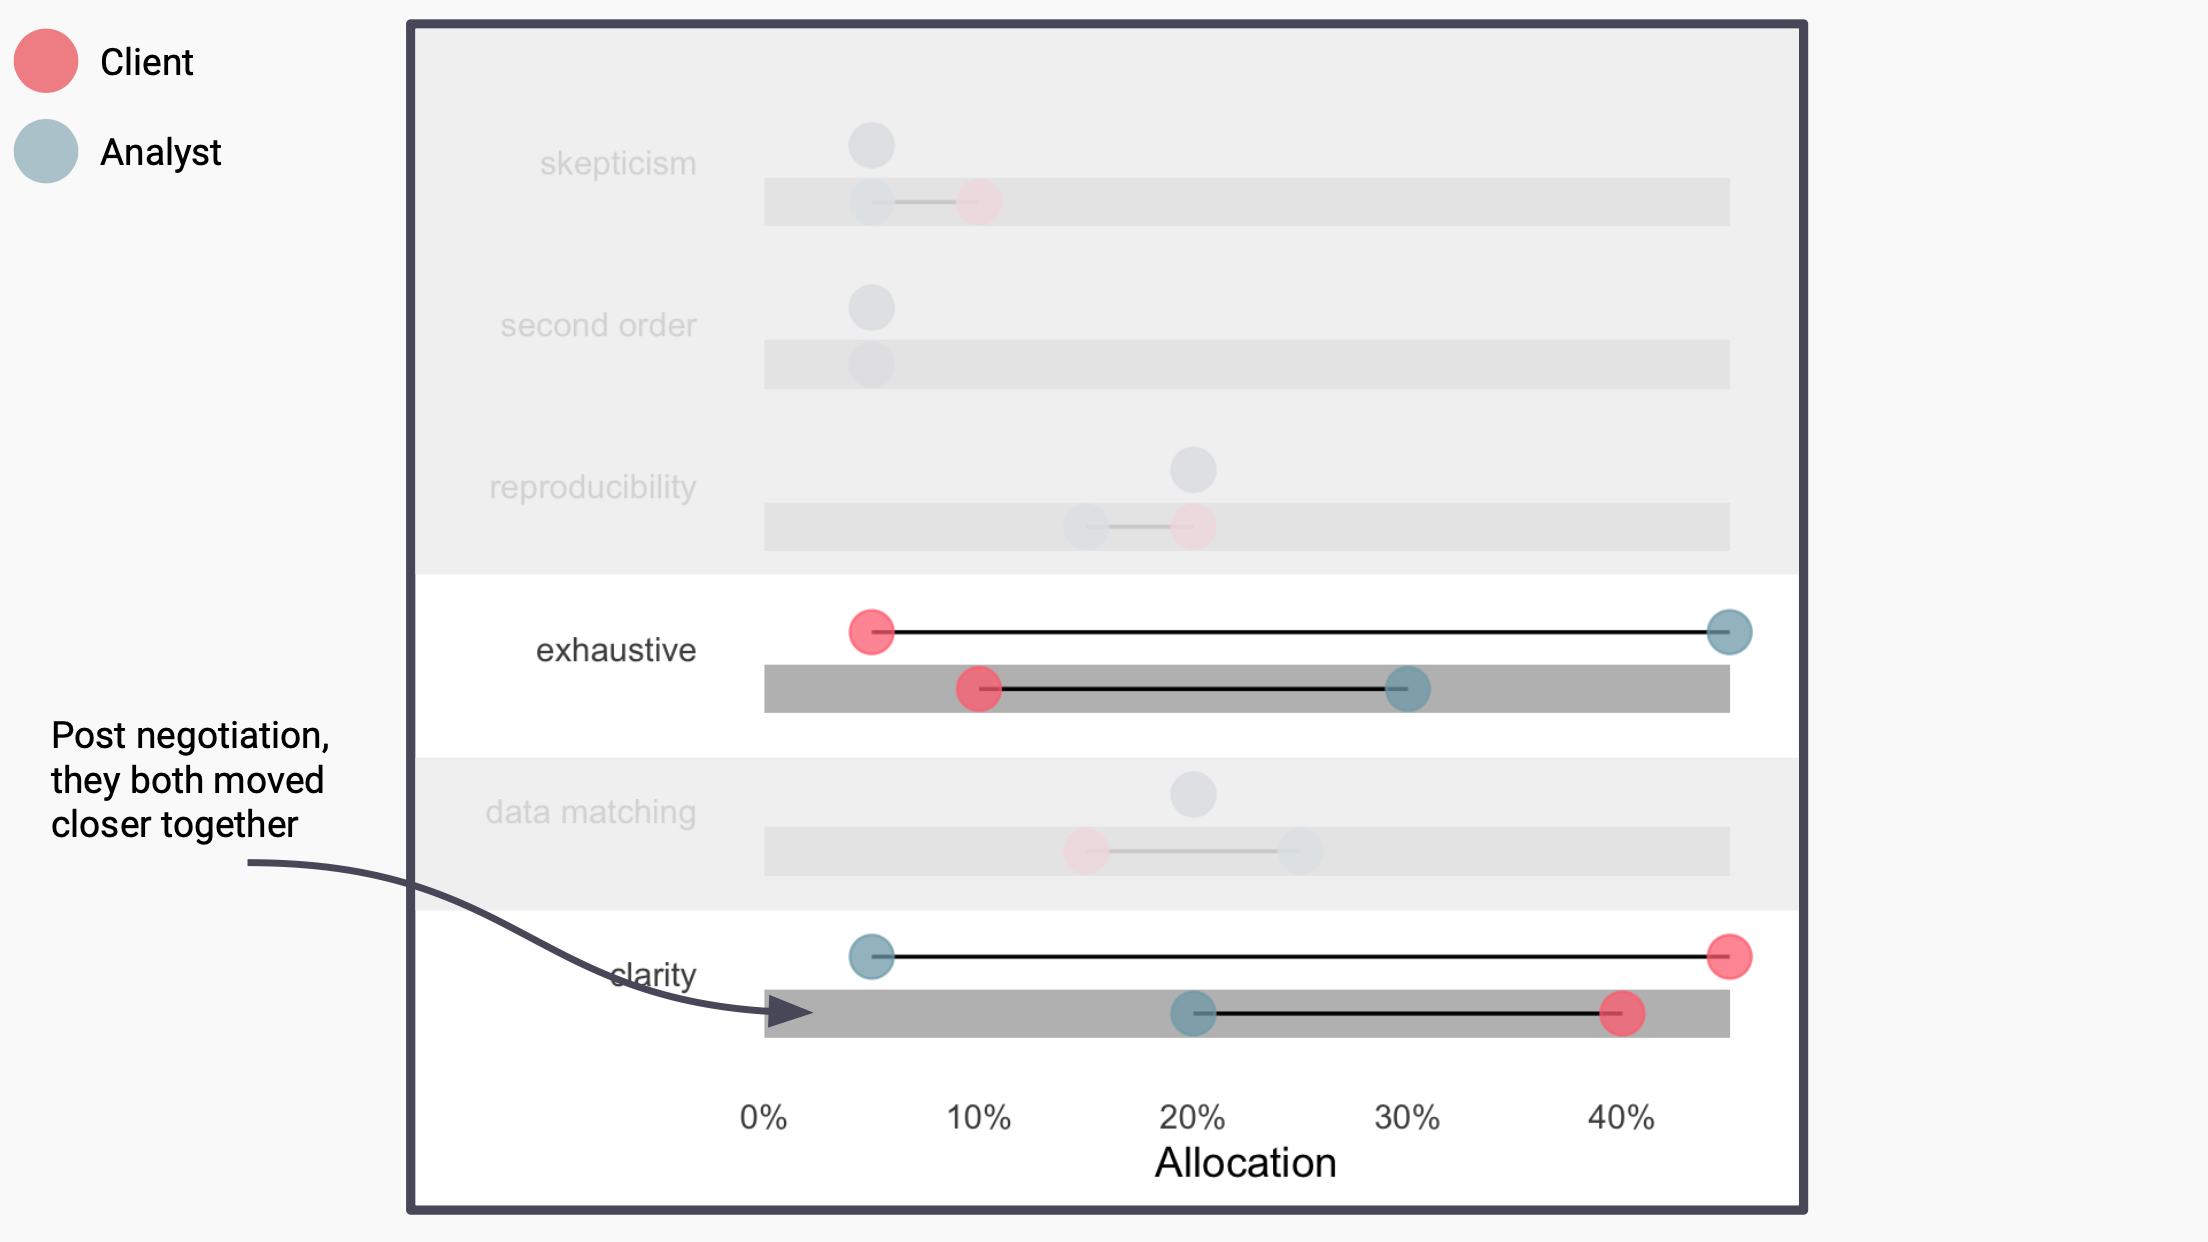 Client
Analyst
skepticism
second order
reproducibility
exhaustive
Post negotiation,
they both moved
closer together
data matching
clarity
0% 10% 20% 30% 40%
Allocation